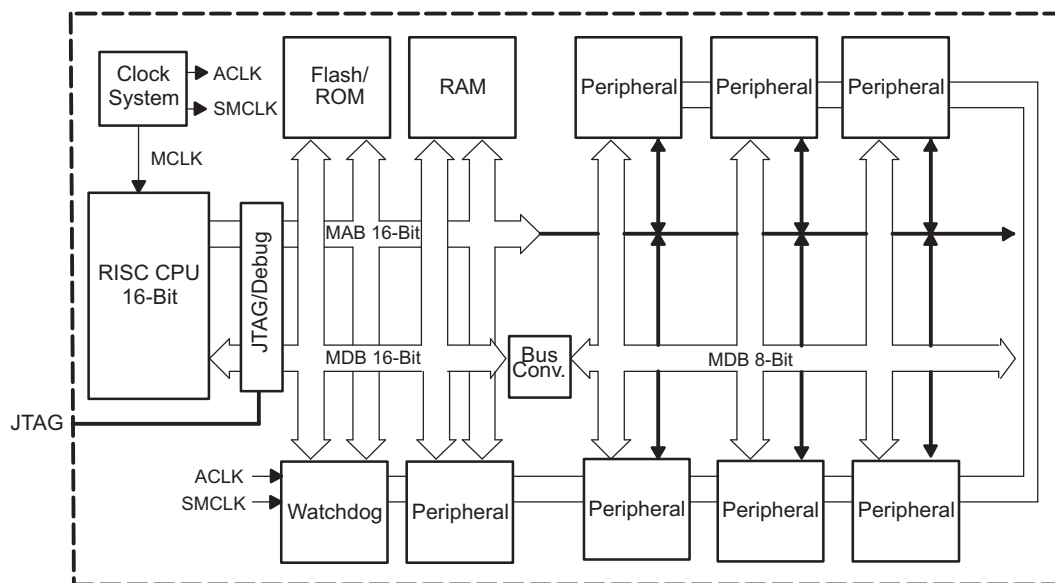 Clock
System
ACLK
SMCLK
MCLK
Flash/
ROM
RAM
Peripheral
Peripheral
Peripheral
RISC CPU
16-Bit
JTAG/Debug
MAB 16-Bit
MDB 16-Bit
Bus
Conv.
MDB 8-Bit
JTAG
ACLK
SMCLK
Watchdog
Peripheral
Peripheral
Peripheral
Peripheral